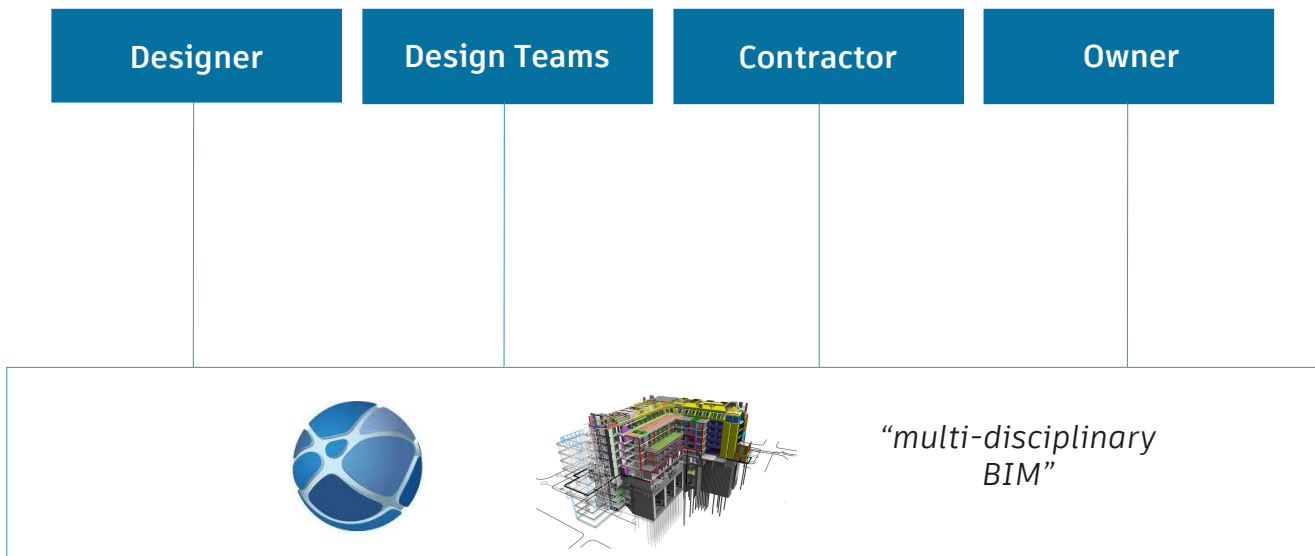 Designer
Design Teams
Contractor
Owner
“multi-disciplinary
BIM”